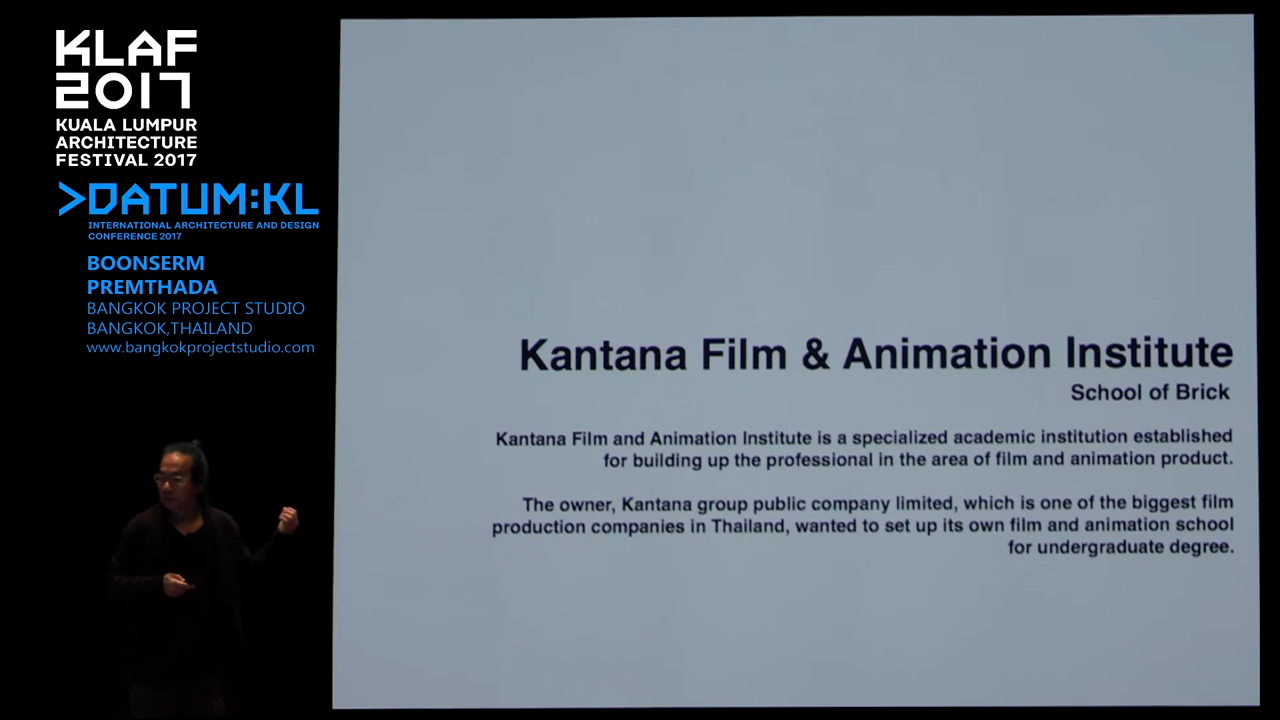 KLAF
2017
KUALA LUMPUR
ARCHITECTURE
FESTIVAL 2017
>DATUM:KL
INTERNATIONAL ARCHITECTURE AND DESIGN
CONFERENCE 2017
BOONSERM
PREMTHADA
BANGKOK PROJECT STUDIO
BANGKOK,THAILAND
www.bangkokprojectstudio.com
Kantana Film & Animation Institute
School of Brick
Kantana Film and Animation Institute is a specialized academic institution established
for building up the professional in the area of film and animation product.
The owner, Kantana group public company limited, which is one of the biggest film
production companies in Thailand, wanted to set up its own film and animation school
for undergraduate degree.